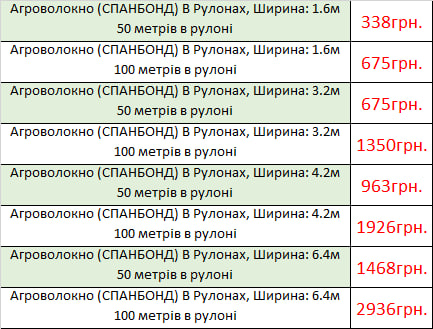 Агроволокно (СПАНБОНД) В Рулонах, Ширина: 1.6м
50 метрів в рулоні
338грн.
Агроволокно (СПАНБОНД) В Рулонах, Ширина: 1.6м
100 метрів в рулоні
675грн.
Агроволокно (СПАНБОНД) В Рулонах, Ширина: 3.2м
50 метрів в рулоні
675грн.
Агроволокно (СПАНБОНД) В Рулонах, Ширина: 3.2м
100 метрів в рулоні
1350грн.
Агроволокно (СПАНБОНД) В Рулонах, Ширина: 4.2м
50 метрів в рулоні
963грн.
Агроволокно (СПАНБОНД) В Рулонах, Ширина: 4.2м
100 метрів в рулоні
1926грн.
Агроволокно (СПАНБОНД) В Рулонах, Ширина: 6.4м
50 метрів в рулоні
1468грн.
Агроволокно (СПАНБОНД) В Рулонах, Ширина: 6.4м
100 метрів в рулоні
2936грн.